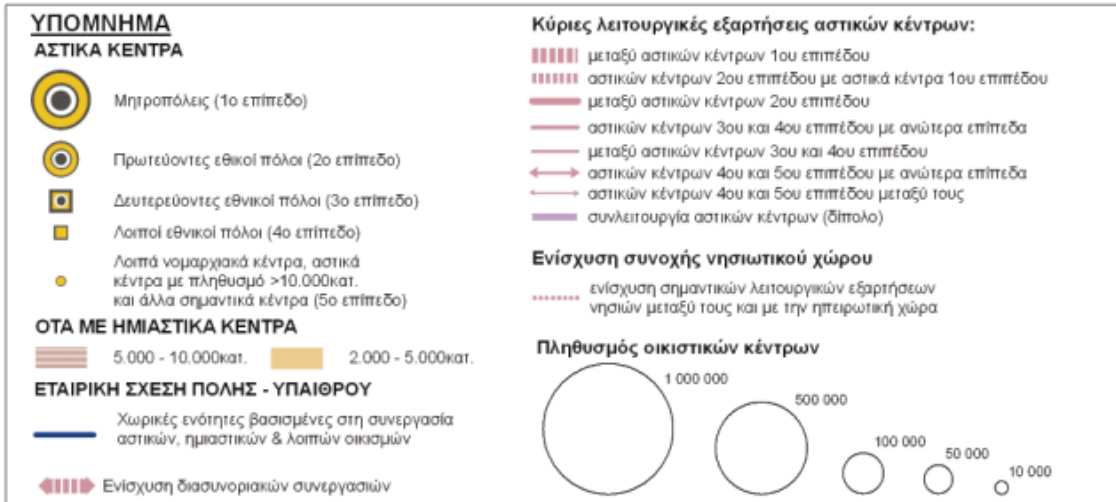 ΥΠΟΜΝΗΜΑ
ΑΣΤΙΚΑ ΚΕΝΤΡΑ
Μητροπόλεις (1ο επίπεδο)
Πρωτεύοντες εθικοί πόλοι (2ο επίπεδο)
Δευτερεύοντες εθνικοί πόλοι (3ο επίπεδο)
Λοιποί εθνικοί πόλοι (4ο επίπεδο)
Λοιπά νομαρχιακά κέντρα, αστικά
κέντρα με πληθυσμό >10.000κατ.
και άλλα σημαντικά κέντρα (5ο επίπεδο)
ΟΤΑ ΜΕ ΗΜΙΑΣΤΙΚΑ ΚΕΝΤΡΑ
5.000 - 10.000κατ. 2.000 - 5.000κατ.
ΕΤΑΙΡΙΚΗ ΣΧΕΣΗ ΠΟΛΗΣ - ΥΠΑΙΘΡΟΥ
Χωρικές ενότητες βασισμένες στη συνεργασία
αστικών, ημιαστικών & λοιπών οικισμών
Ενίσχυση διασυνοριακών συνεργασιών
Κύριες λειτουργικές εξαρτήσεις αστικών κέντρων:
μεταξύ αστικών κέντρων 1ου επιπέδου
αστικών κέντρων 2ου επιπέδου με αστικά κέντρα 1ου επιπέδου
μεταξύ αστικών κέντρων 2ου επιπέδου
αστικών κέντρων 3ου και 4ου επιπέδου με ανώτερα επίπεδα
μεταξύ αστικών κέντρων 3ου και 4ου επιπέδου
αστικών κέντρων 4ου και 5ου επιπέδου με ανώτερα επίπεδα
αστικών κέντρων 4ου και 5ου επιπέδου μεταξύ τους
συνλειτουργία αστικών κέντρων (δίπολο)
Ενίσχυση συνοχής νησιωτικού χώρου
ενίσχυση σημαντικών λειτουργικών εξαρτήσεων
νησιών μεταξύ τους και με την ηπειρωτική χώρα
Πληθυσμός οικιστικών κέντρων
1 000 000
500 000
100 000
50 000
10 000